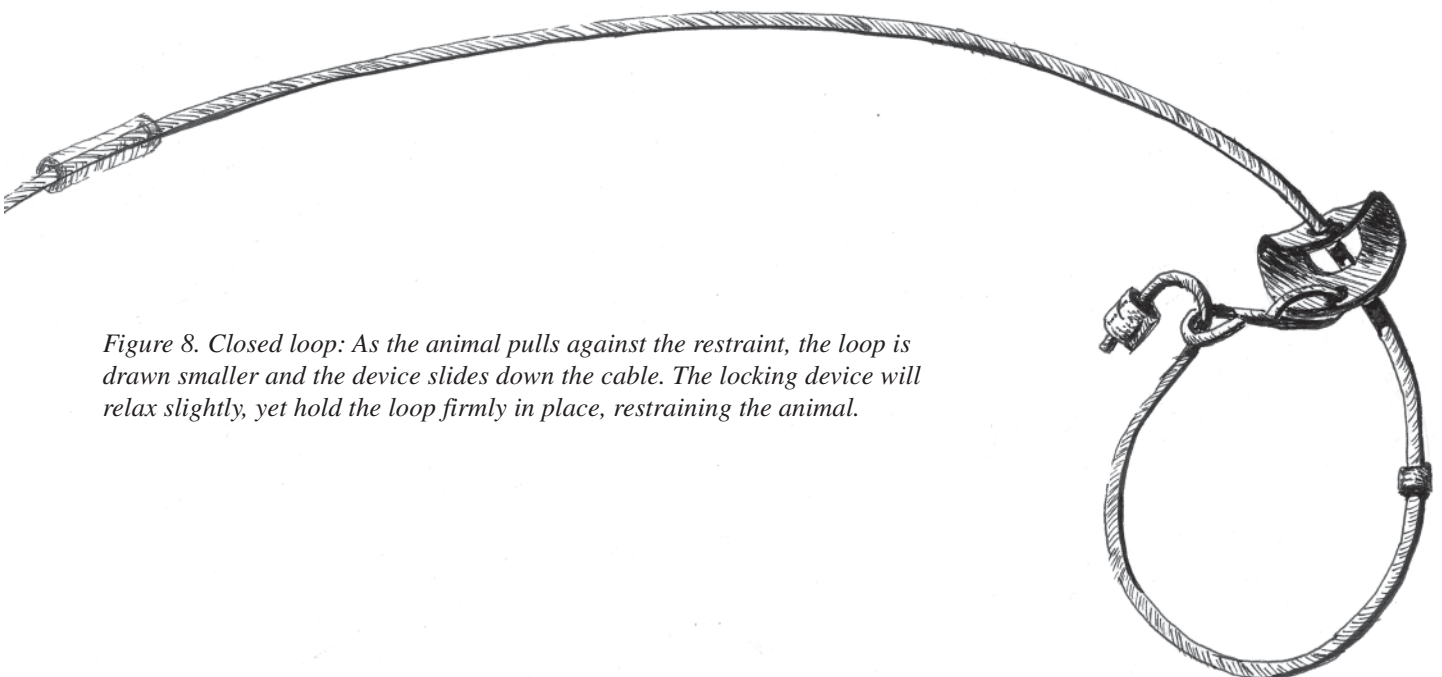 Figure 8. Closed loop: As the animal pulls against the restraint, the loop is
drawn smaller and the device slides down the cable. The locking device will
relax slightly, yet hold the loop firmly in place, restraining the animal.